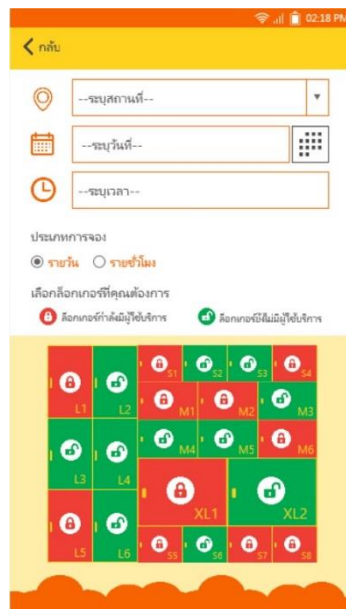 02:18 PM
กลับ
--ระบุสถานที่--
--ระบุวันที่--
--ระบุเวลา--
ประเภทการจอง
รายวัน รายชั่วโมง
เลือกล็อกเกอร์ที่คุณต้องการ
ล็อกเกอร์กำลังมีผู้ใช้บริการ ล็อกเกอร์นี้ไม่มีผู้ใช้บริการ
S1 S2 S3 S4
L1 L2 M1 M2 M3
M4 M5 M6
L3 L4
XL1 XL2
L5 L6 S5 S6 S7 S8